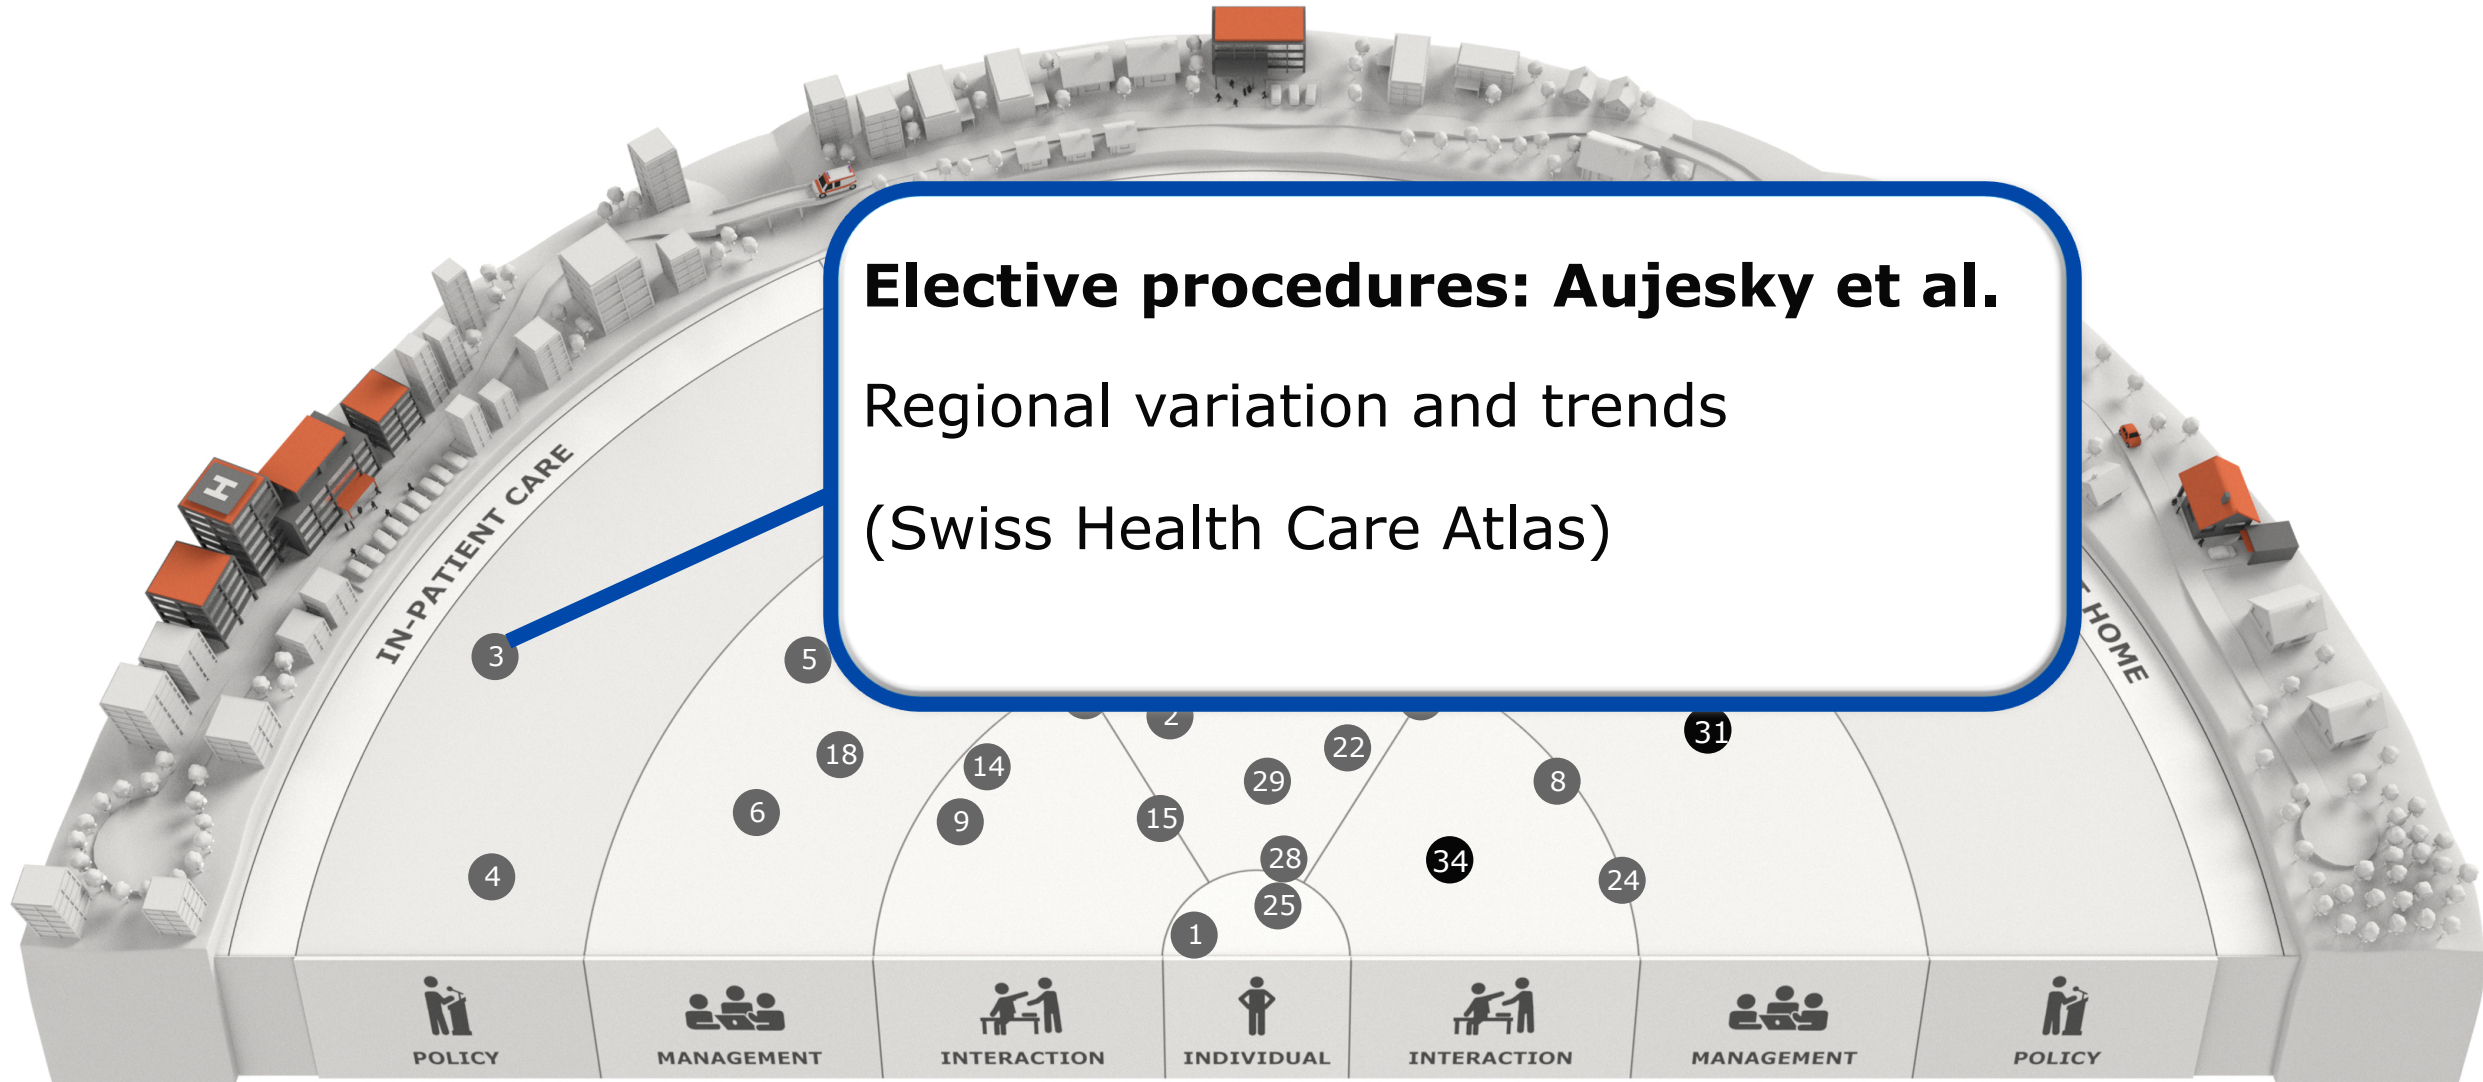 Elective procedures: Aujesky et al.
Regional variation and trends
(Swiss Health Care Atlas)
H
IN-PATIENT CARE
HOME
3
5
2
31
18
14
22
29
8
6
9
15
28
34
24
4
25
1
POLICY
MANAGEMENT
INTERACTION
INDIVIDUAL
INTERACTION
MANAGEMENT
POLICY